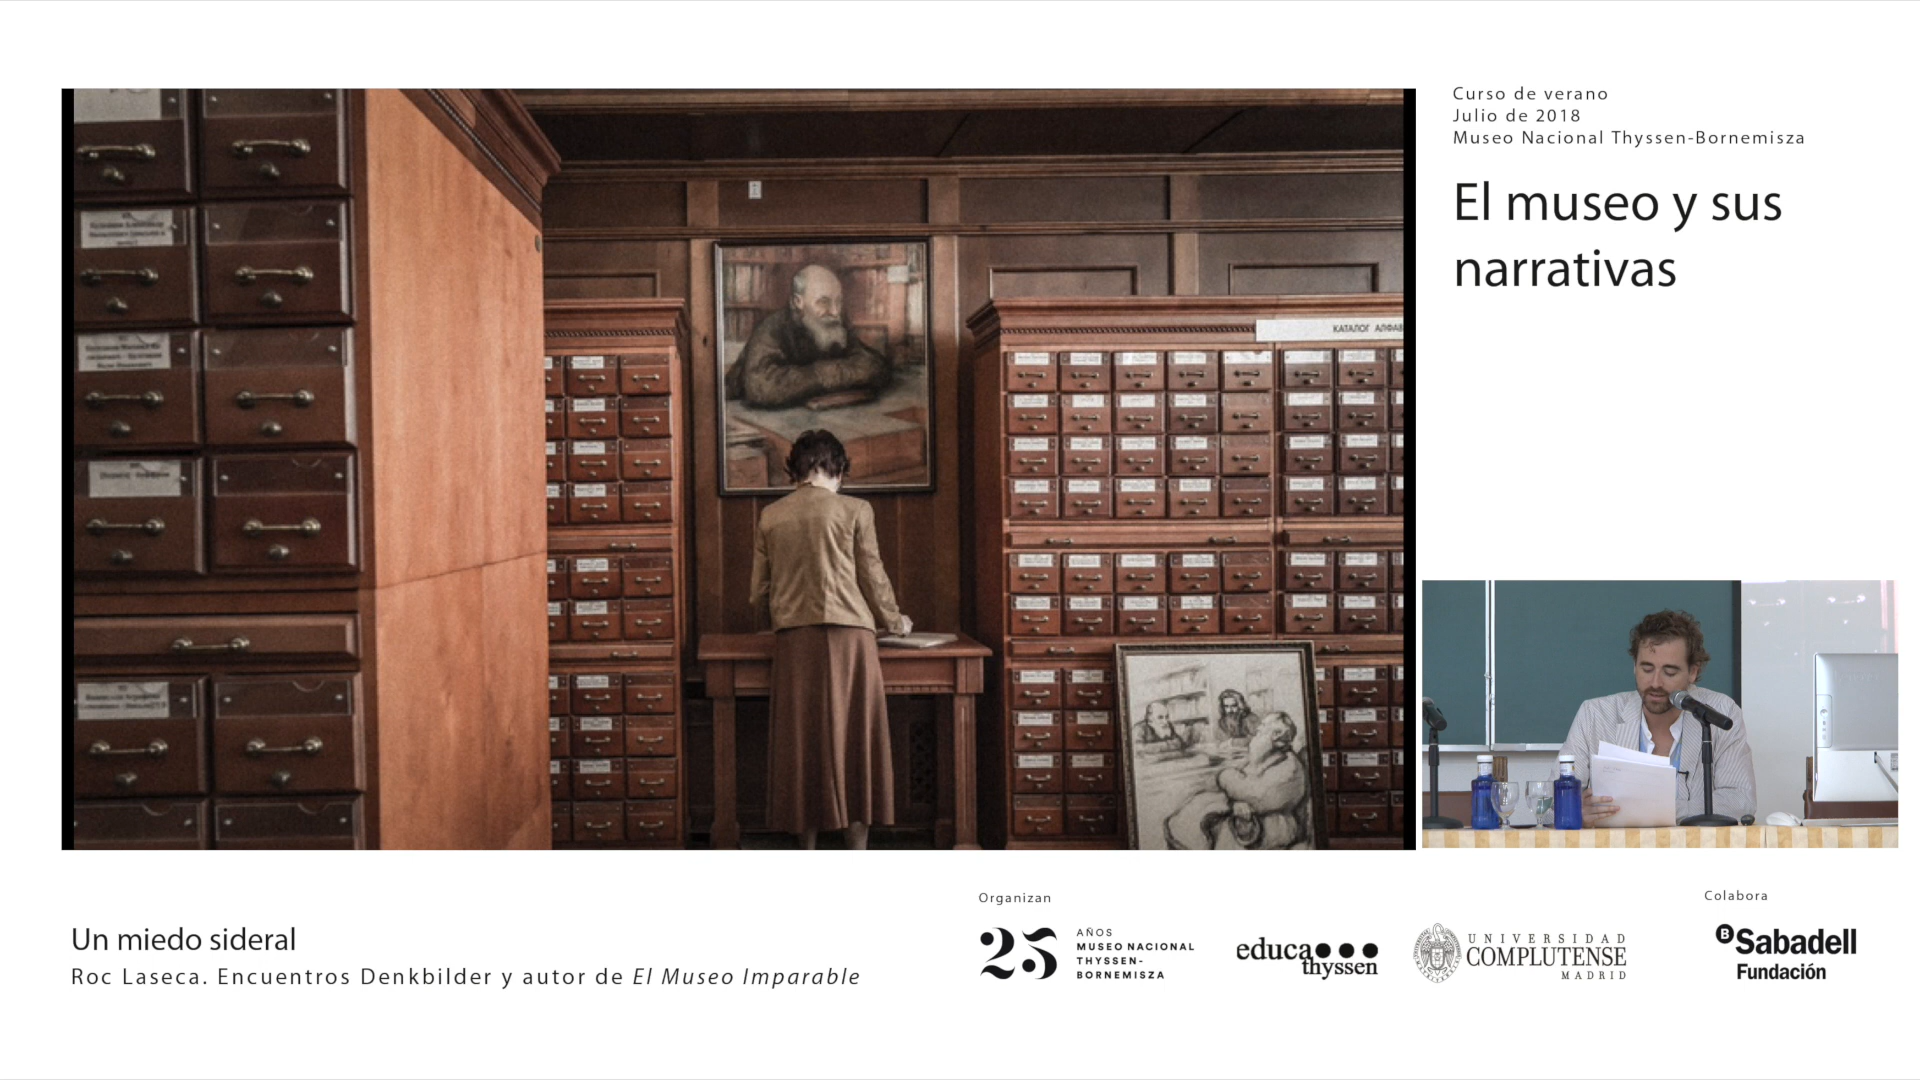 Curso de verano
Julio de 2018
Museo Nacional Thyssen-Bornemisza
El museo y sus
narrativas
КАТАЛОГ АЛФАВ
Un miedo sideral
Roc Laseca. Encuentros Denkbilder y autor de El Museo Imparable
Organizan
25 AÑOS
MUSEO NACIONAL
THYSSEN-
BORNEMISZA
educa
thyssen
UNIVERSIDAD
COMPLUTENSE
MADRID
Colabora
B Sabadell
Fundación